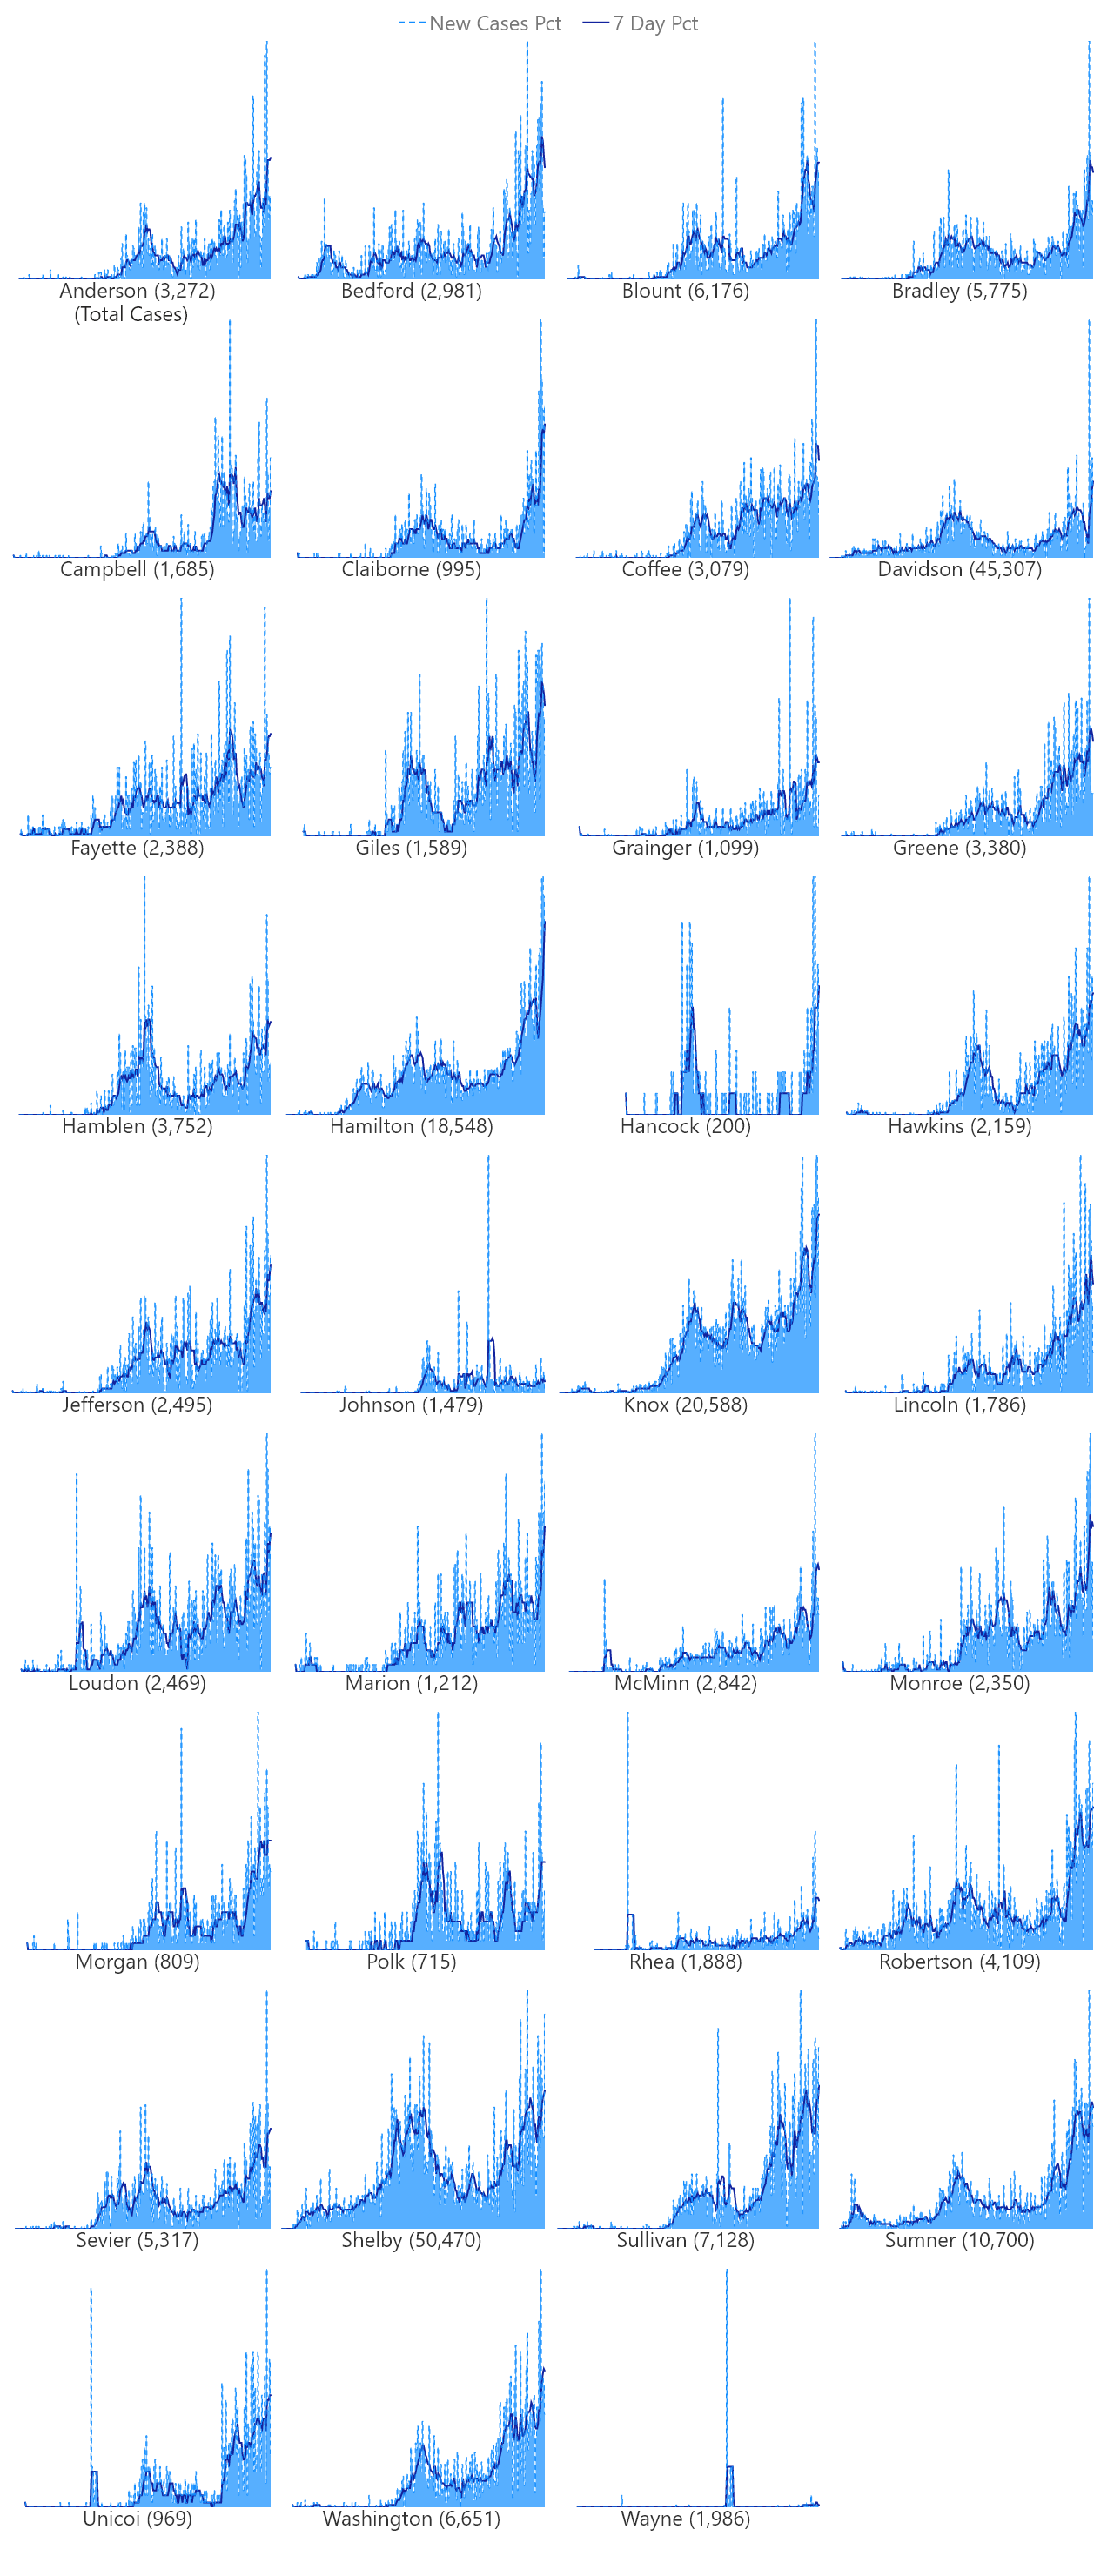 New Cases Pct 7 Day Pct
Anderson (3,272) Bedford (2,981) Blount (6,176) Bradley (5,775)
(Total Cases)
Campbell (1,685) Claiborne (995) Coffee (3,079) Davidson (45,307)
Fayette (2,388) Giles (1,589) Grainger (1,099) Greene (3,380)
Hamblen (3,752) Hamilton (18,548) Hancock (200) Hawkins (2,159)
Jefferson (2,495) Johnson (1,479) Knox (20,588) Lincoln (1,786)
Loudon (2,469) Marion (1,212) McMinn (2,842) Monroe (2,350)
Morgan (809) Polk (715) Rhea (1,888) Robertson (4,109)
Sevier (5,317) Shelby (50,470) Sullivan (7,128) Sumner (10,700)
Unicoi (969) Washington (6,651) Wayne (1,986)